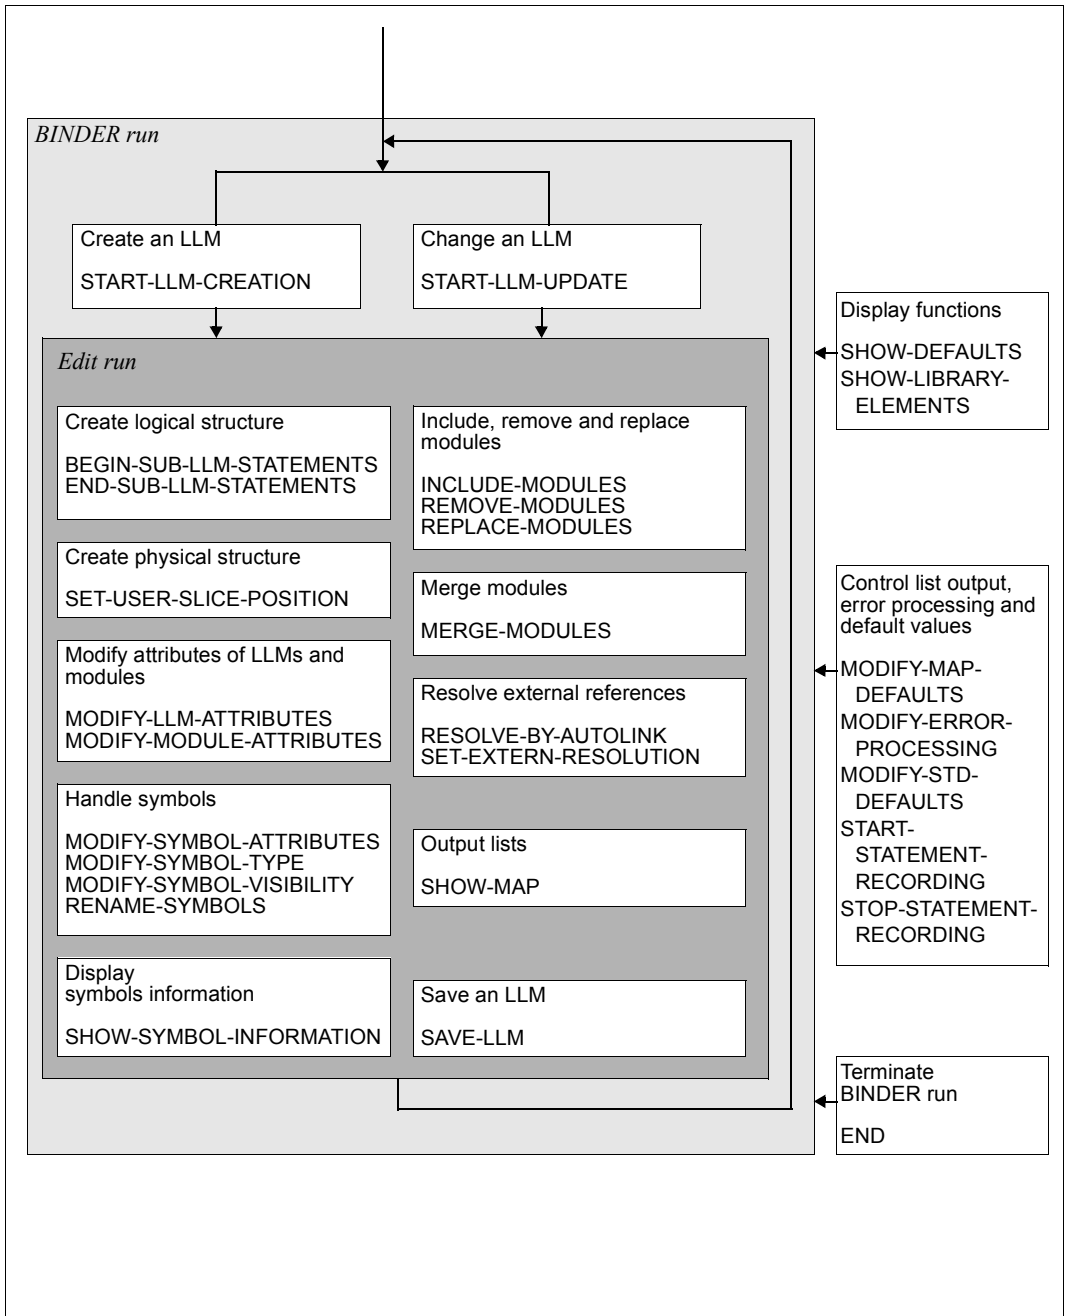 BINDER run
Create an LLM
START-LLM-CREATION
Change an LLM
START-LLM-UPDATE
Edit run
Create logical structure
BEGIN-SUB-LLM-STATEMENTS
END-SUB-LLM-STATEMENTS
Create physical structure
SET-USER-SLICE-POSITION
Modify attributes of LLMs and
modules
MODIFY-LLM-ATTRIBUTES
MODIFY-MODULE-ATTRIBUTES
Handle symbols
MODIFY-SYMBOL-ATTRIBUTES
MODIFY-SYMBOL-TYPE
MODIFY-SYMBOL-VISIBILITY
RENAME-SYMBOLS
Display
symbols information
SHOW-SYMBOL-INFORMATION
Include, remove and replace
modules
INCLUDE-MODULES
REMOVE-MODULES
REPLACE-MODULES
Merge modules
MERGE-MODULES
Resolve external references
RESOLVE-BY-AUTOLINK
SET-EXTERN-RESOLUTION
Output lists
SHOW-MAP
Save an LLM
SAVE-LLM
Display functions
SHOW-DEFAULTS
SHOW-LIBRARY-
ELEMENTS
Control list output,
error processing and
default values
MODIFY-MAP-
DEFAULTS
MODIFY-ERROR-
PROCESSING
MODIFY-STD-
DEFAULTS
START-
STATEMENT-
RECORDING
STOP-STATEMENT-
RECORDING
Terminate
BINDER run
END